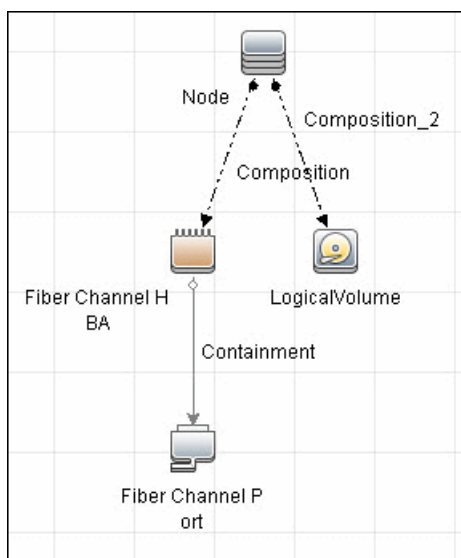 Node
Composition_2
Composition
Fiber Channel H
BA
LogicalVolume
Containment
Fiber Channel P
ort